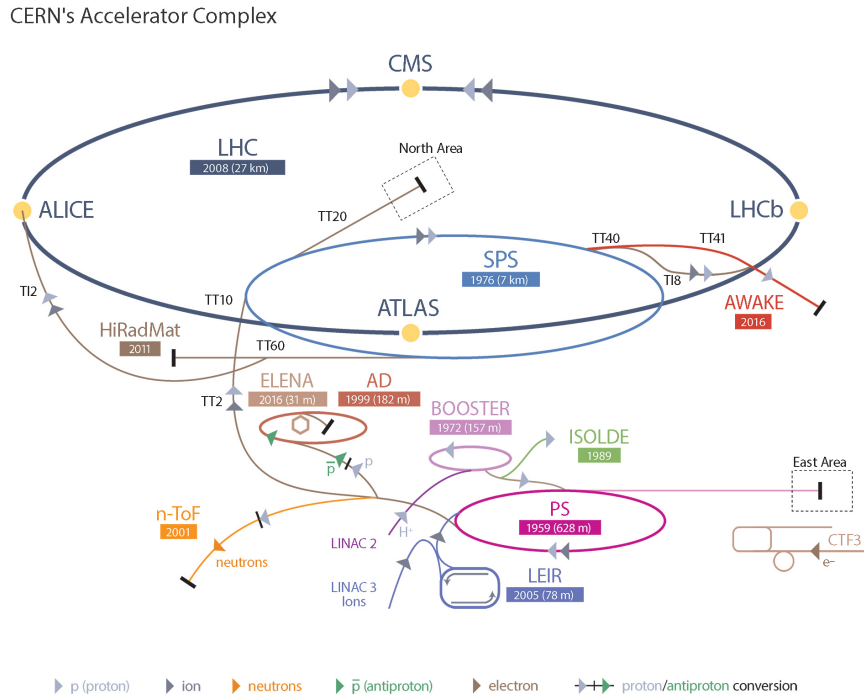 CERN's Accelerator Complex
CMS
LHC
2008 (27 km)
North Area
ALICE
LHCb
TT20
TT40
TT41
SPS
1976 (7 km)
TI8
TI2
TT10
ATLAS
AWAKE
2016
HiRadMat
2011
TT60
ELENA
2016 (31 m)
AD
1999 (182 m)
TT2
BOOSTER
1972 (157 m)
ISOLDE
1989
p̅
p
East Area
n-ToF
2001
PS
1959 (628 m)
H⁺
LINAC 2
neutrons
CTF3
e–
LEIR
2005 (78 m)
LINAC 3
Ions
p (proton)
ion
neutrons
p̅ (antiproton)
electron
proton/antiproton conversion